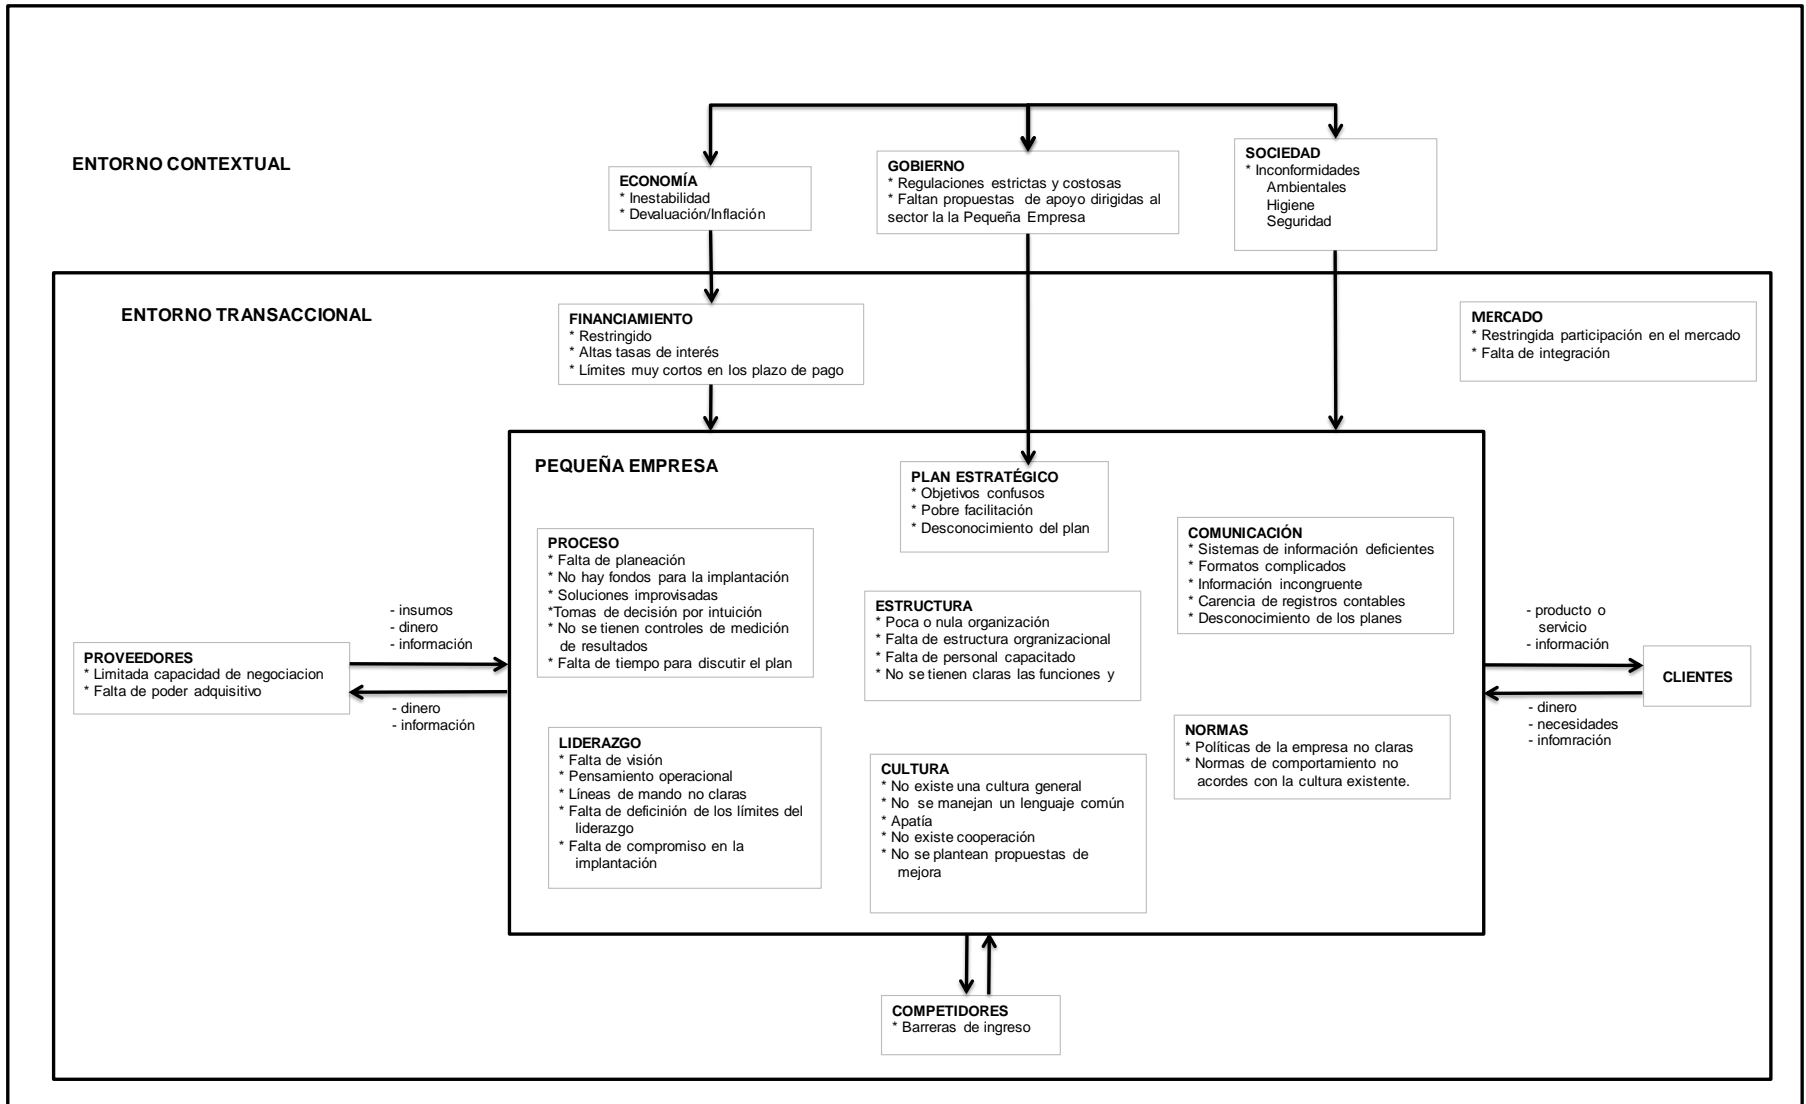 ENTORNO CONTEXTUAL
ECONOMÍA
* Inestabilidad
* Devaluación/Inflación
GOBIERNO
* Regulaciones estrictas y costosas
* Faltan propuestas de apoyo dirigidas al
sector la la Pequeña Empresa
SOCIEDAD
* Inconformidades
Ambientales
Higiene
Seguridad
ENTORNO TRANSACCIONAL
FINANCIAMIENTO
* Restringido
* Altas tasas de interés
* Límites muy cortos en los plazo de pago
MERCADO
* Restringida participación en el mercado
* Falta de integración
PEQUEÑA EMPRESA
PLAN ESTRATÉGICO
* Objetivos confusos
* Pobre facilitación
* Desconocimiento del plan
PROCESO
* Falta de planeación
* No hay fondos para la implantación
* Soluciones improvisadas
*Tomas de decisión por intuición
* No se tienen controles de medición
de resultados
* Falta de tiempo para discutir el plan
ESTRUCTURA
* Poca o nula organización
* Falta de estructura orgranizacional
* Falta de personal capacitado
* No se tienen claras las funciones y
COMUNICACIÓN
* Sistemas de información deficientes
* Formatos complicados
* Información incongruente
* Carencia de registros contables
* Desconocimiento de los planes
- insumos
- dinero
- información
PROVEEDORES
* Limitada capacidad de negociacion
* Falta de poder adquisitivo
- dinero
- información
- producto o
servicio
- información
CLIENTES
- dinero
- necesidades
- infomración
LIDERAZGO
* Falta de visión
* Pensamiento operacional
* Líneas de mando no claras
* Falta de deficinión de los límites del
liderazgo
* Falta de compromiso en la
implantación
CULTURA
* No existe una cultura general
* No se manejan un lenguaje común
* Apatía
* No existe cooperación
* No se plantean propuestas de
mejora
NORMAS
* Políticas de la empresa no claras
* Normas de comportamiento no
acordes con la cultura existente.
COMPETIDORES
* Barreras de ingreso